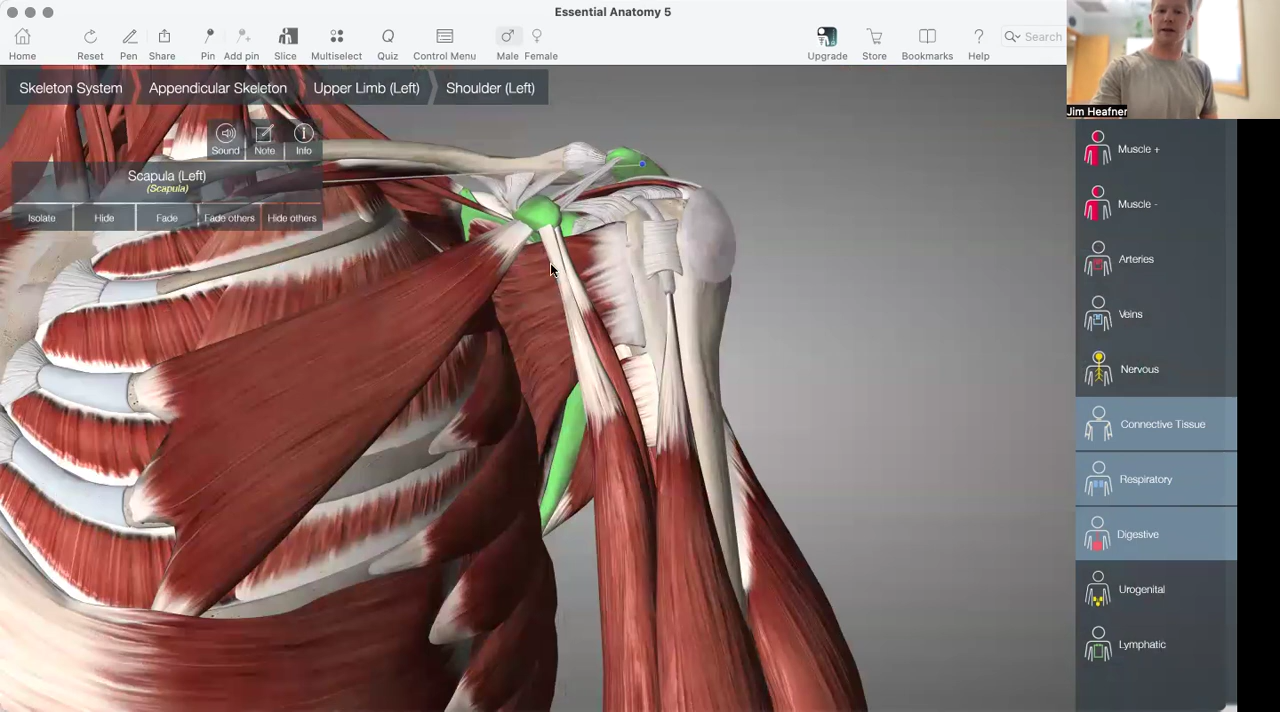 Essential Anatomy 5
Home
Reset
Pen
Share
Pin
Add pin
Slice
Multiselect
Quiz
Control Menu
Male
Female
Upgrade
Store
Bookmarks
Help
Search
Jim Heafner
Skeleton System
Appendicular Skeleton
Upper Limb (Left)
Shoulder (Left)
Sound
Note
Info
Scapula (Left)
(Scapula)
Isolate
Hide
Fade
Fade others
Hide others
Muscle +
Muscle -
Arteries
Veins
Nervous
Connective Tissue
Respiratory
Digestive
Urogenital
Lymphatic